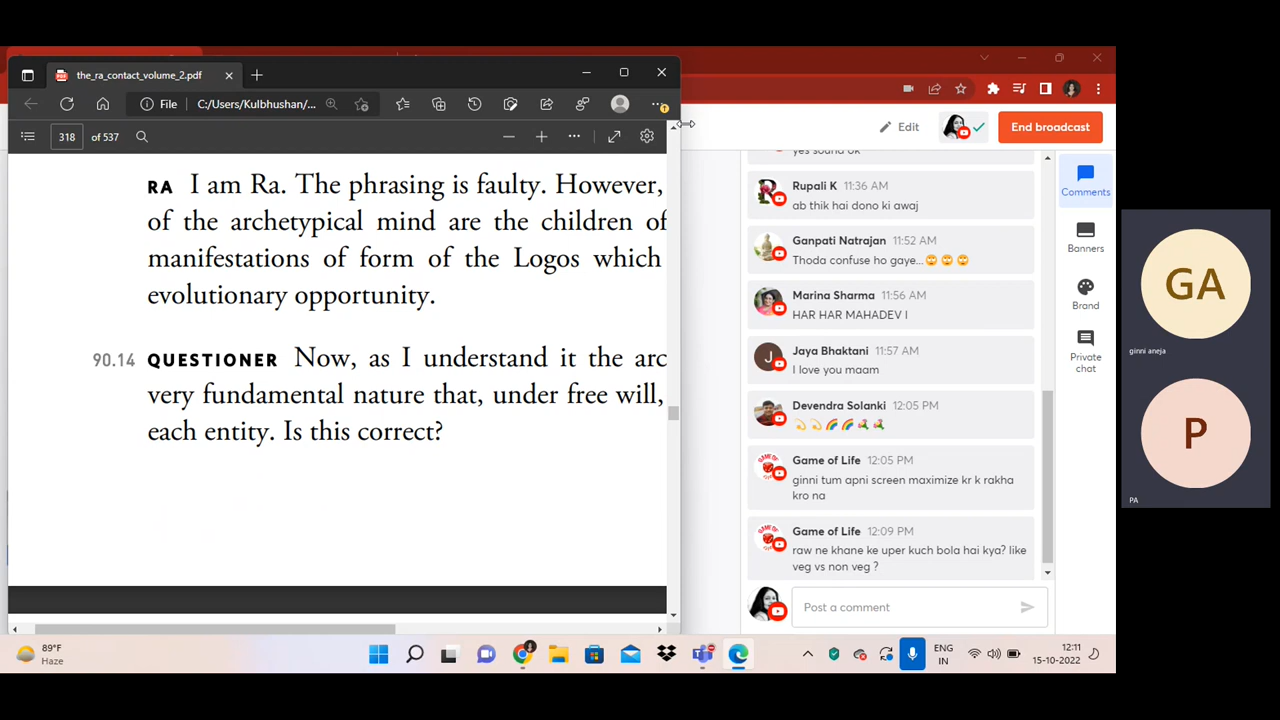 the_ra_contact_volume_2.pdf
File
C:/Users/Kulbhushan/...
318
of 537
RA I am Ra. The phrasing is faulty. However,
of the archetypical mind are the children of
manifestations of form of the Logos which
evolutionary opportunity.
90.14 QUESTIONER Now, as I understand it the arc
very fundamental nature that, under free will,
each entity. Is this correct?
Edit
End broadcast
yes sound ok
Rupali K 11:36 AM
ab thik hai dono ki awaj
Ganpati Natrajan 11:52 AM
Thoda confuse ho gaye...🙄 🙄 🙄
Marina Sharma 11:56 AM
HAR HAR MAHADEV I
J
Jaya Bhaktani 11:57 AM
I love you maam
Devendra Solanki 12:05 PM
Game of Life 12:05 PM
ginni tum apni screen maximize kr k rakha
kro na
Game of Life 12:09 PM
raw ne khane ke uper kuch bola hai kya? like
veg vs non veg ?
Post a comment
Comments
Banners
Brand
Private
chat
GA
ginni aneja
P
PA
89°F
Haze
ENG
IN
12:11
15-10-2022